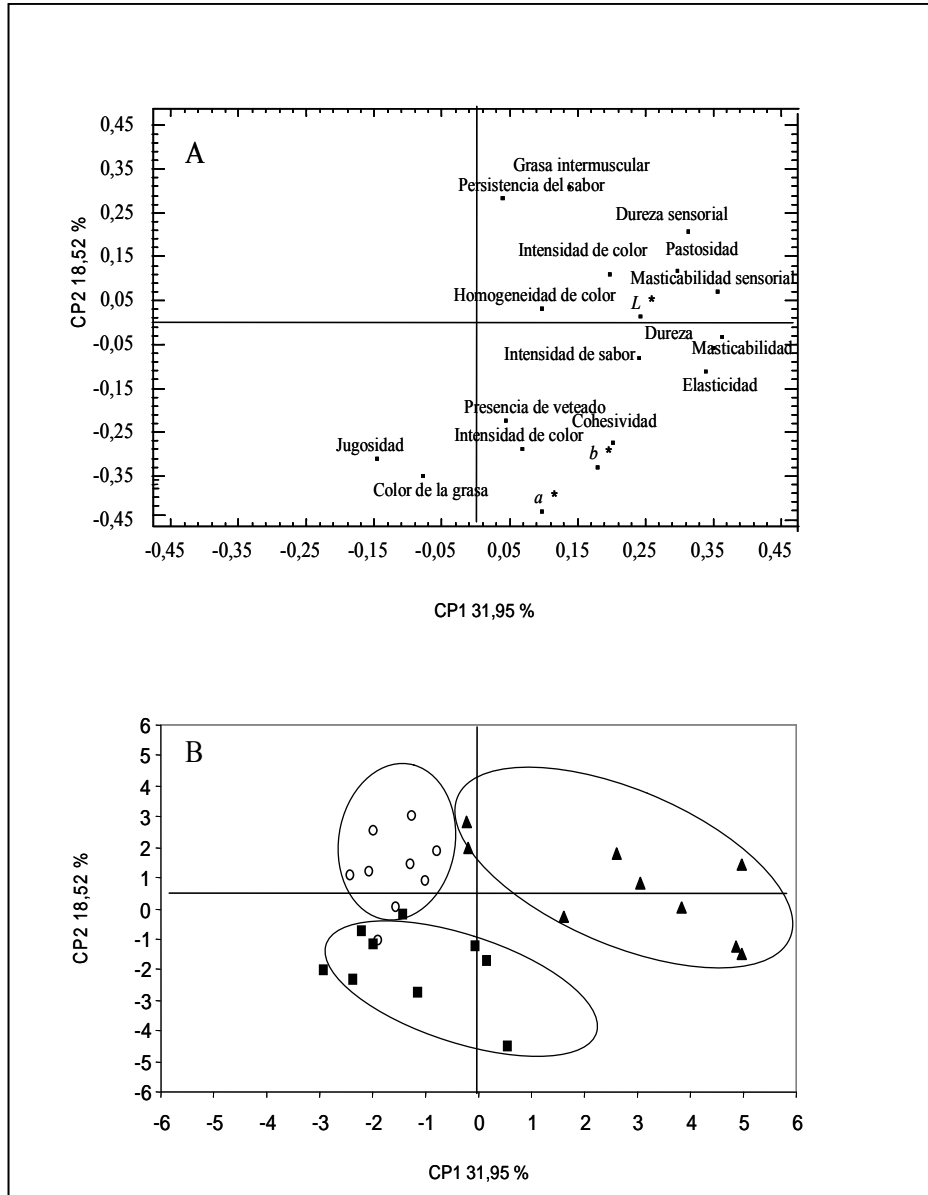 A
0,45
0,35
0,25
0,15
0,05
-0,05
-0,15
-0,25
-0,35
-0,45
CP2 18,52 %
Grasa intermuscular
Persistencia del sabor
Dureza sensorial
Intensidad de color
Pastosidad
Masticabilidad sensorial
Homogeneidad de color
L *
Dureza
Intensidad de sabor
Masticabilidad
Elasticidad
Presencia de veteado
Cohesividad
Intensidad de color
Jugosidad
b *
Color de la grasa
a *
-0,45 -0,35 -0,25 -0,15 -0,05 0,05 0,15 0,25 0,35 0,45
CP1 31,95 %
B
6
5
4
3
2
1
0
-1
-2
-3
-4
-5
-6
CP2 18,52 %
-6 -5 -4 -3 -2 -1 0 1 2 3 4 5 6
CP1 31,95 %